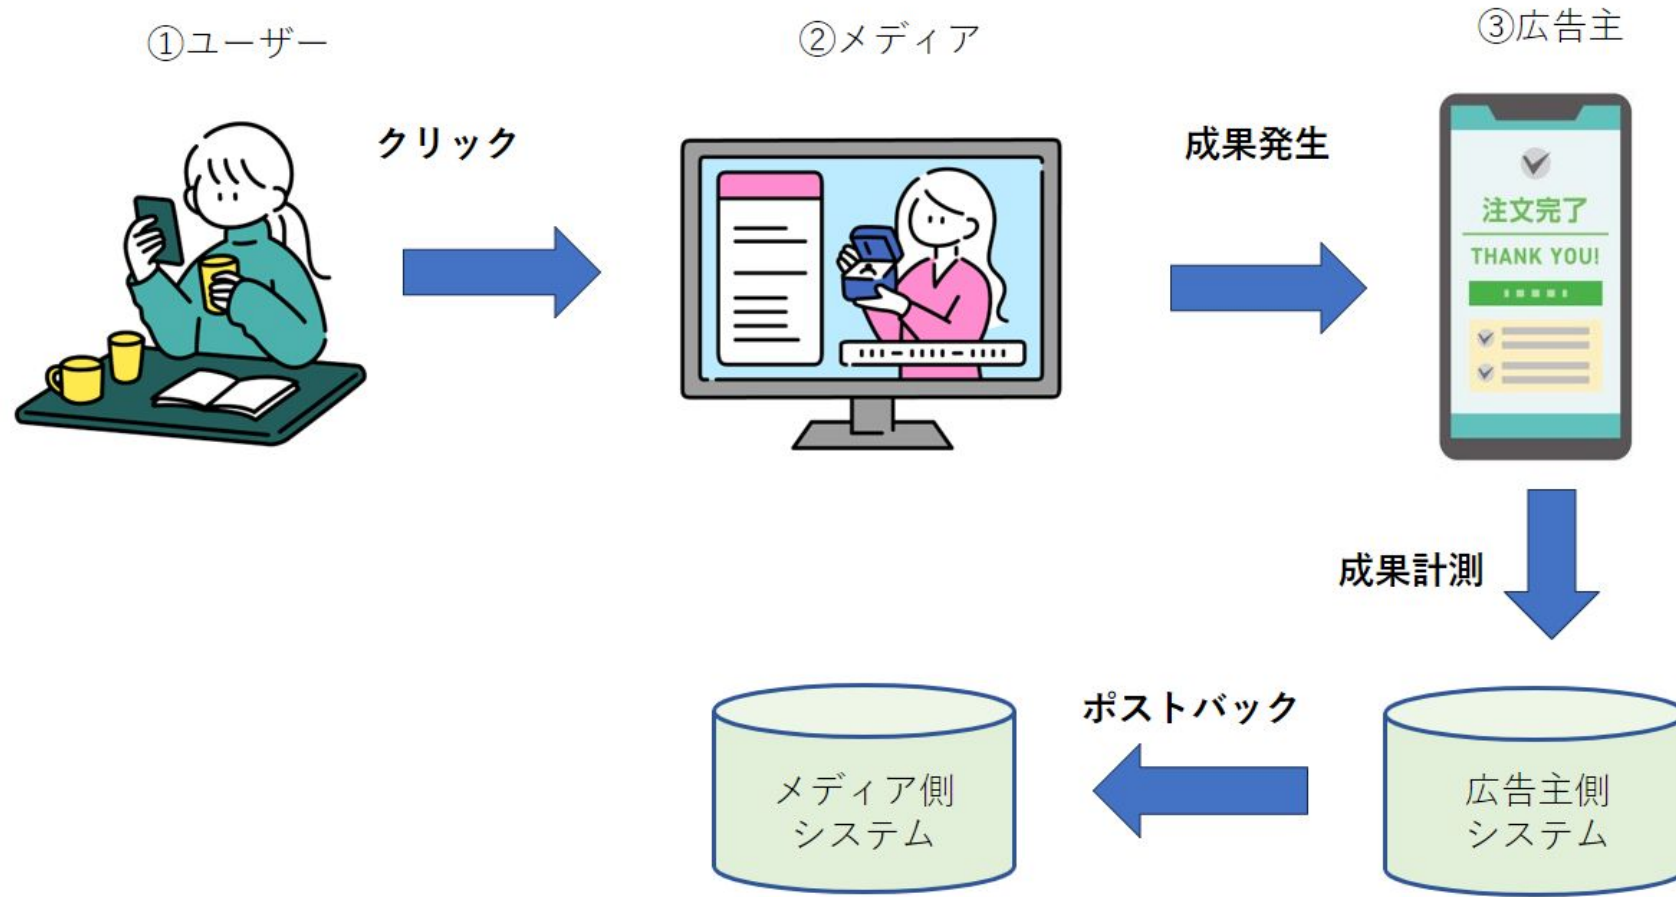 ①ユーザー
②メディア
③広告主
クリック
成果発生
注文完了
THANK YOU!
成果計測
ポストバック
メディア側
システム
広告主側
システム